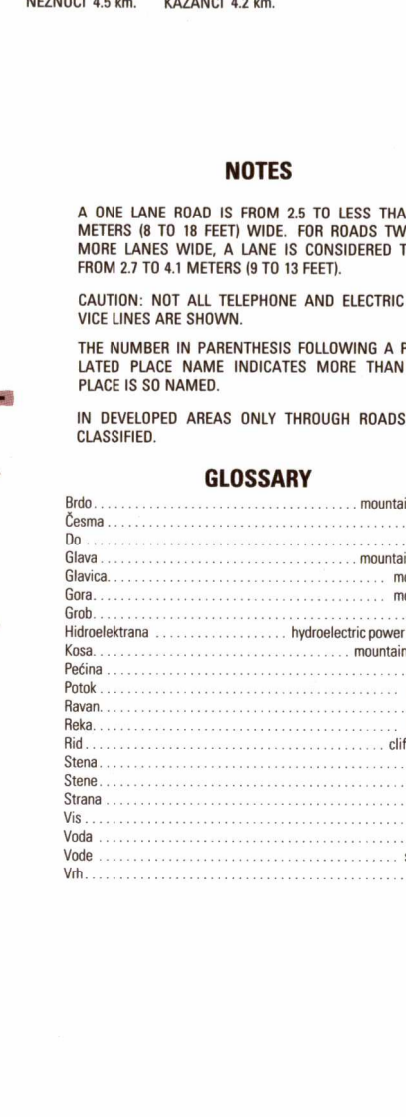 NEZNUCI 4.5 km. KAZANCI 4.2 km.
NOTES
A ONE LANE ROAD IS FROM 2.5 TO LESS THA
METERS (8 TO 18 FEET) WIDE. FOR ROADS TW
MORE LANES WIDE, A LANE IS CONSIDERED T
FROM 2.7 TO 4.1 METERS (9 TO 13 FEET).
CAUTION: NOT ALL TELEPHONE AND ELECTRIC
VICE LINES ARE SHOWN.
THE NUMBER IN PARENTHESIS FOLLOWING A P
LATED PLACE NAME INDICATES MORE THAN
PLACE IS SO NAMED.
IN DEVELOPED AREAS ONLY THROUGH ROADS
CLASSIFIED.
GLOSSARY
Brdo mountai
Česma
Do
Glava mountai
Glavica mo
Gora mo
Grob
Hidroelektrana hydroelectric power
Kosa mountain
Pećina
Potok
Ravan
Reka
Rid clif
Stena
Stene
Strana
Vis
Voda
Vode s
Vrh